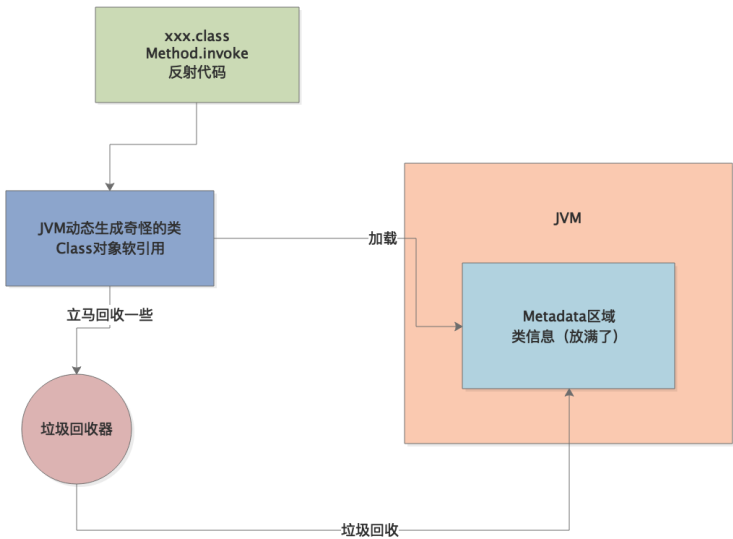 xxx.class
Method.invoke
反射代码
JVM动态生成奇怪的类
Class对象软引用
加载
JVM
Metadata区域
类信息（放满了）
立马回收一些
垃圾回收器
垃圾回收